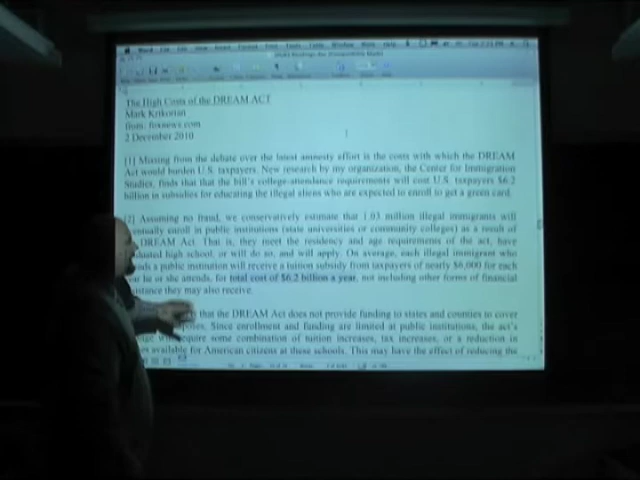 The High Costs of the DREAM ACT
Mark Krikorian
from: foxnews.com
2 December 2010
[1] Missing from the debate over the latest amnesty effort is the costs with which the DREAM
Act would burden U.S. taxpayers. New research by my organization, the Center for Immigration
Studies, finds that that the bill's college-attendance requirements will cost U.S. taxpayers $6.2
billion in subsidies for educating the illegal aliens who are expected to enroll to get a green card.
[2] Assuming no fraud, we conservatively estimate that 1.03 million illegal immigrants will
enroll in public institutions (state universities or community colleges) as a result of
DREAM Act. That is, they meet the residency and age requirements of the act, have
high school, or will do so, and will apply. On average, each illegal immigrant who
a public institution will receive a tuition subsidy from taxpayers of nearly $6,000 for each
he or she attends, for total cost of $6.2 billion a year, not including other forms of financial
they may also receive.
that the DREAM Act does not provide funding to states and counties to cover
Since enrollment and funding are limited at public institutions, the act's
require some combination of tuition increases, tax increases, or a reduction in
available for American citizens at these schools. This may have the effect of reducing the